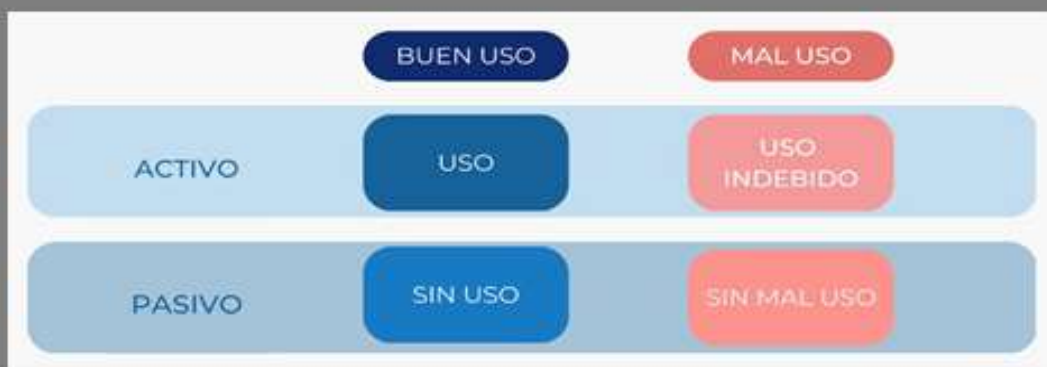 BUEN USO
MAL USO
ACTIVO
USO
USO
INDEBIDO
PASIVO
SIN USO
SIN MAL USO